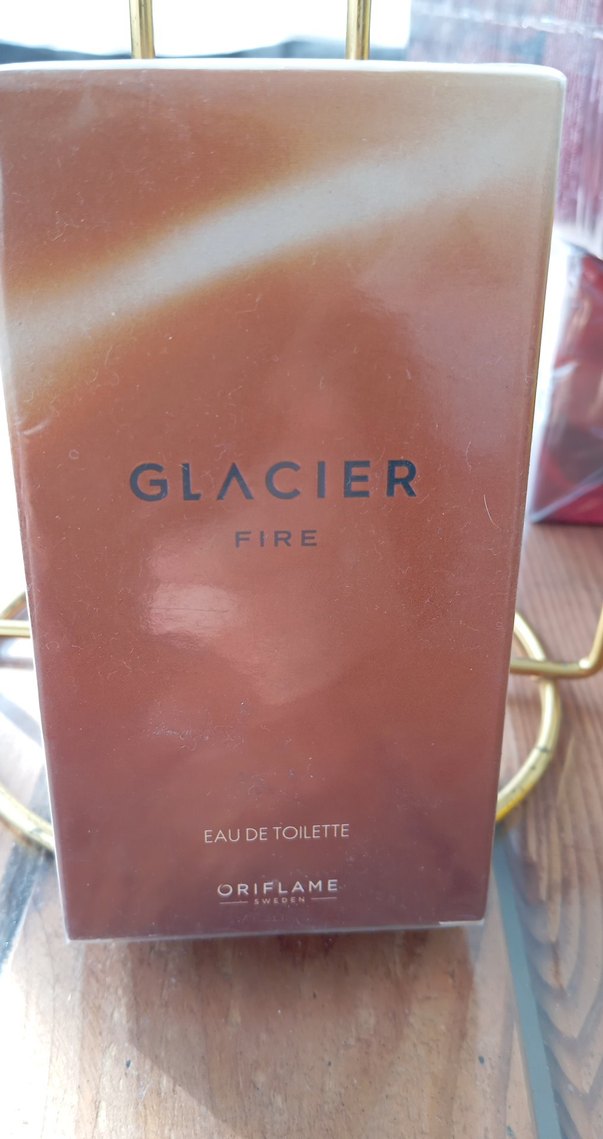 GLACIER
FIRE
EAU DE TOILETTE
ORIFLAME
SWEDEN